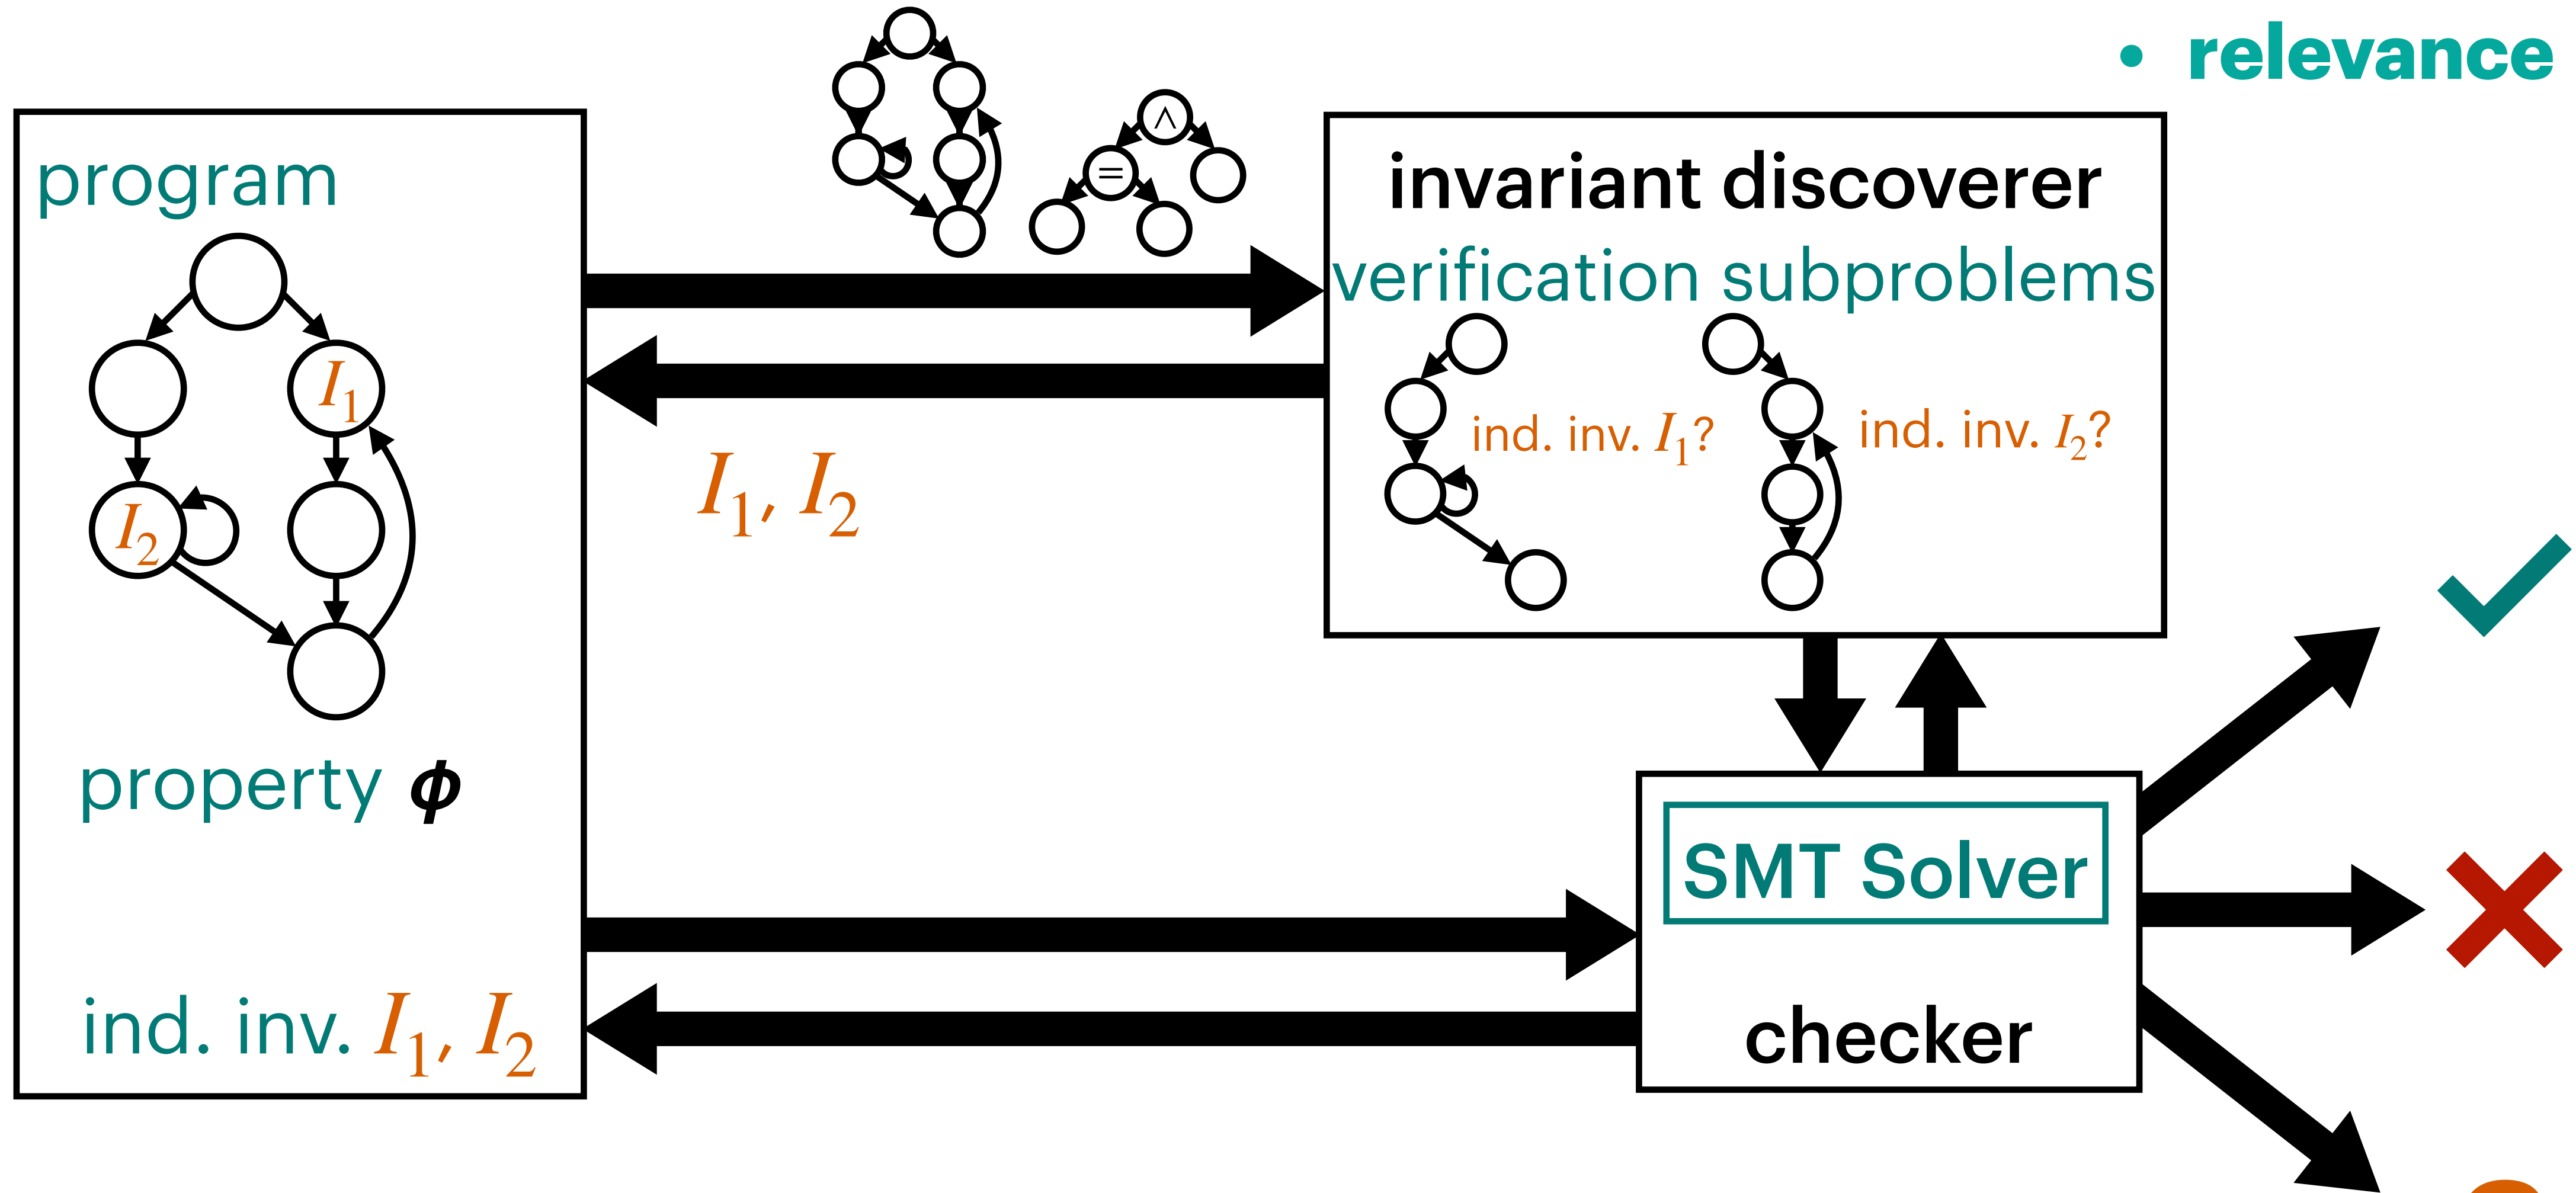 • relevance
∧
=
program
I₁
I₂
property ϕ
ind. inv. I₁, I₂
I₁, I₂
invariant discoverer
verification subproblems
ind. inv. I₁?
ind. inv. I₂?
SMT Solver
checker